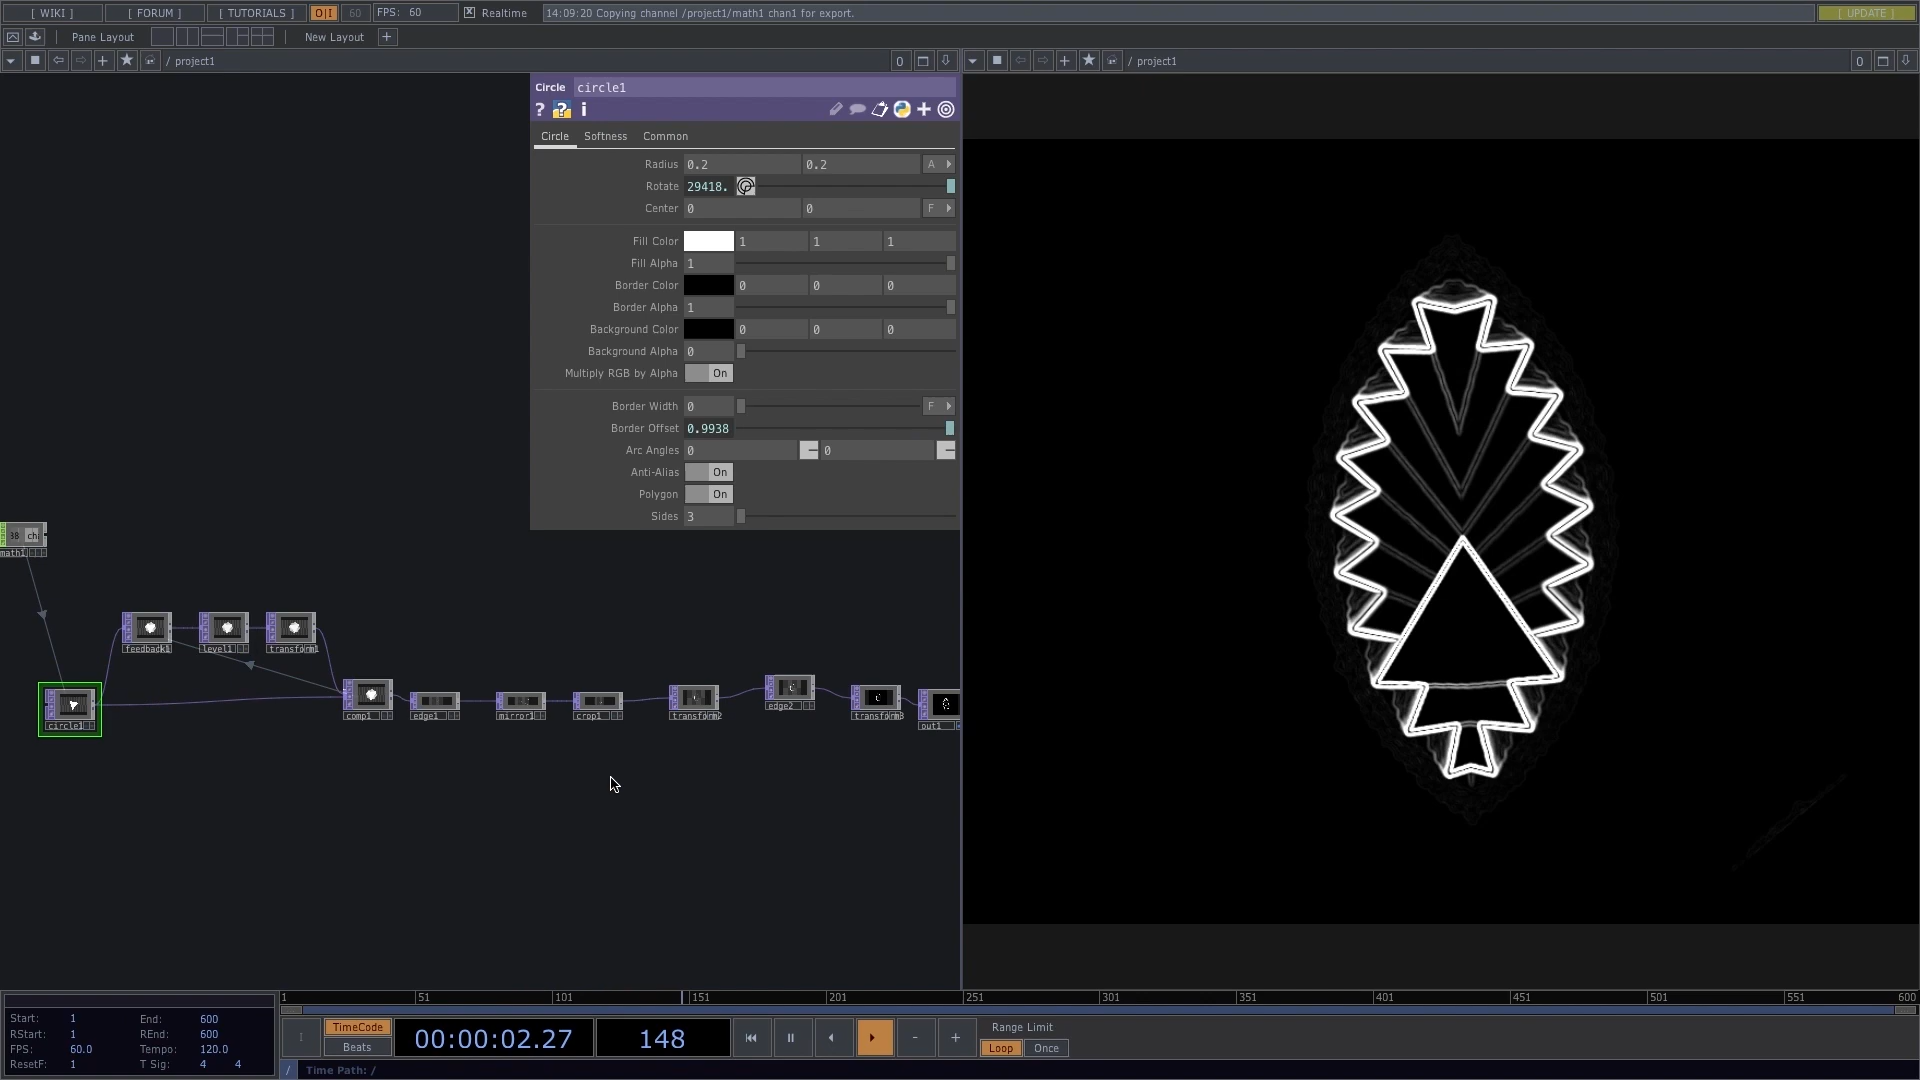 [ WIKI ] [ FORUM ] [ TUTORIALS ] O|I 60 FPS: 60 Realtime 14:09:20 Copying channel /project1/math1 chan1 for export. [ UPDATE ]
Pane Layout New Layout +
/ project1 0
/ project1 0
Circle circle1
? ? i
Circle Softness Common
Radius 0.2 0.2 A
Rotate 29418.
Center 0 0 F
Fill Color 1 1 1
Fill Alpha 1
Border Color 0 0 0
Border Alpha 1
Background Color 0 0 0
Background Alpha 0
Multiply RGB by Alpha On
Border Width 0 F
Border Offset 0.9938
Arc Angles 0 0
Anti-Alias On
Polygon On
Sides 3
math1
feedback1 level1 transform1
circle1 comp1 edge1 mirror1 crop1 transform2 edge2 transform3 out1
1 51 101 151 201 251 301 351 401 451 501 551 600
Start: 1 End: 600
RStart: 1 REnd: 600
FPS: 60.0 Tempo: 120.0
ResetF: 1 T Sig: 4 4
TimeCode
Beats
00:00:02.27 148
- +
Range Limit
Loop Once
/ Time Path: /